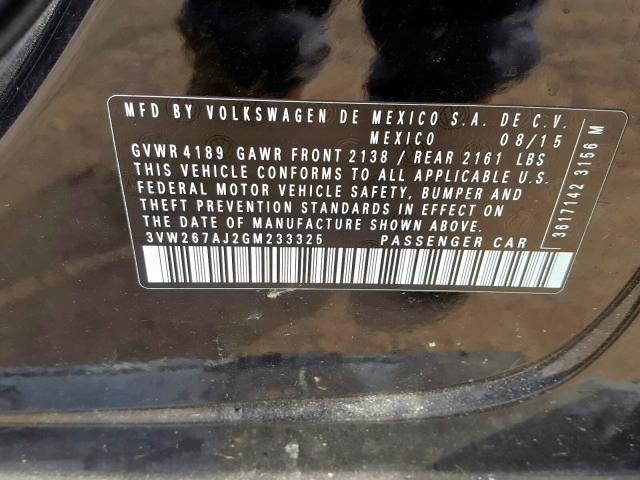 MFD BY VOLKSWAGEN DE MEXICO S.A. DE C.V.
MEXICO 08/15
GVWR 4189 GAWR FRONT 2138 / REAR 2161 LBS
THIS VEHICLE CONFORMS TO ALL APPLICABLE U.S.
FEDERAL MOTOR VEHICLE SAFETY, BUMPER AND
THEFT PREVENTION STANDARDS IN EFFECT ON
THE DATE OF MANUFACTURE SHOWN ABOVE.
3VW267AJ2GM233325 PASSENGER CAR
3617142 3156 M